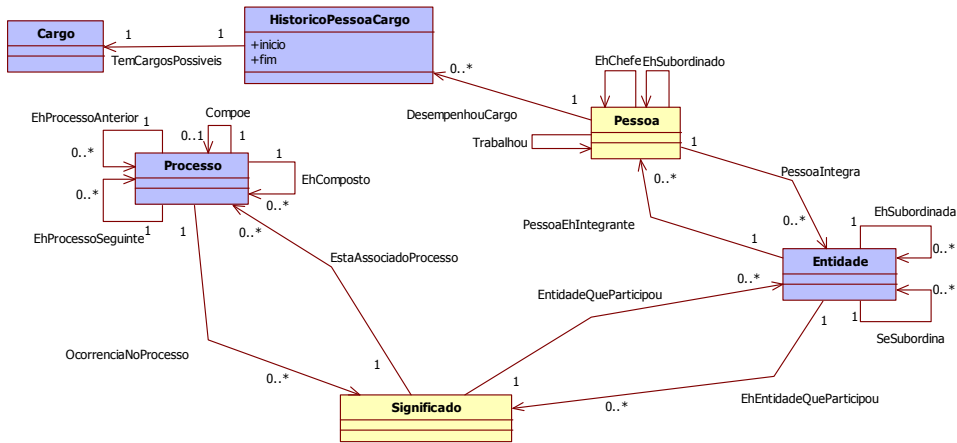 HistoricoPessoaCargo
Cargo
1
1
+inicio
+fim
TemCargosPossiveis
0..*
EhChefe
EhSubordinado
1
DesempenhouCargo
Pessoa
Trabalhou
1
0..*
PessoaIntegra
0..*
PessoaEhIntegrante
1
EhProcessoAnterior
1
0..*
Compoe
0..1
1
Processo
1
EhComposto
0..*
0..*
EhProcessoSeguinte
1
1
0..*
EstaAssociadoProcesso
EhSubordinada
1
0..*
Entidade
0..*
0..*
EntidadeQueParticipou
1
1
SeSubordina
OcorrenciaNoProcesso
0..*
1
1
EhEntidadeQueParticipou
0..*
Significado